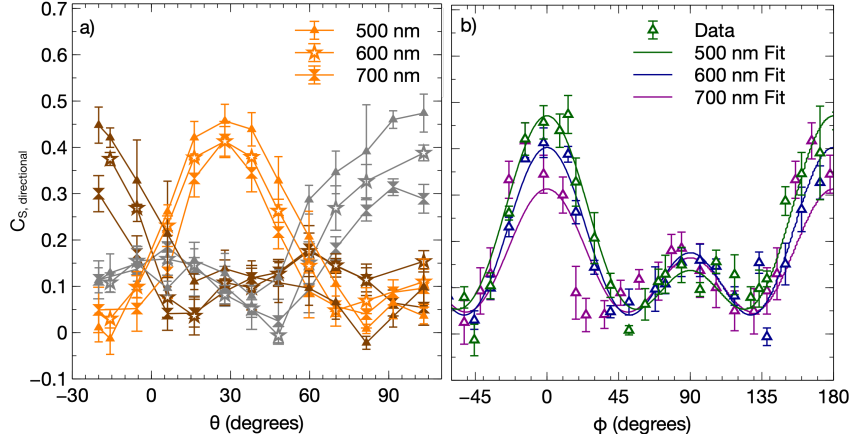 a)
500 nm
600 nm
700 nm
0.7
0.6
0.5
0.4
0.3
0.2
0.1
0
−0.1
C_S, directional
−30 0 30 60 90
θ (degrees)
b)
Data
500 nm Fit
600 nm Fit
700 nm Fit
−45 0 45 90 135 180
ϕ (degrees)